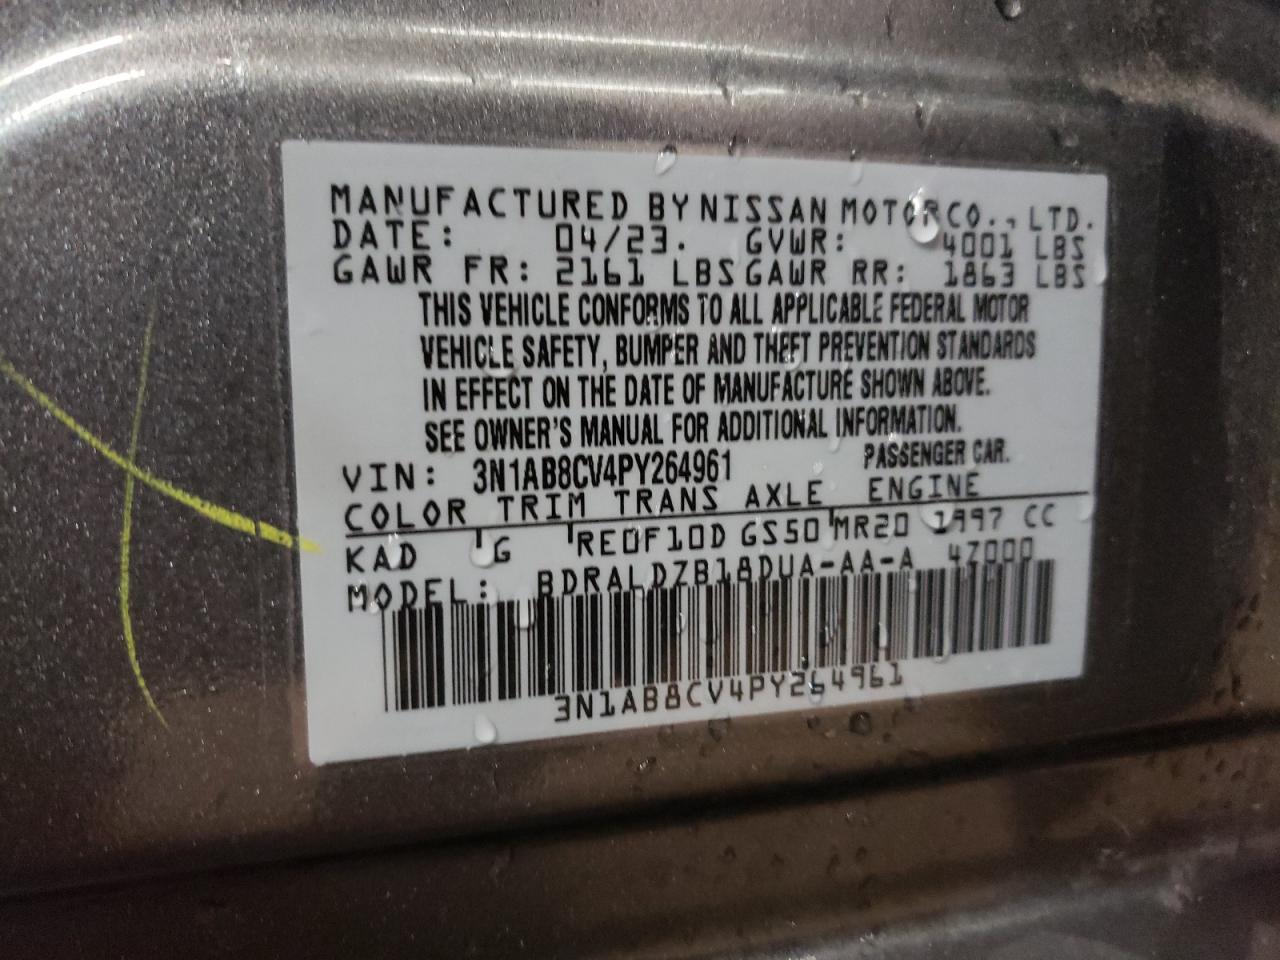 MANUFACTURED BY NISSAN MOTOR CO., LTD.
DATE: 04/23. GVWR: 4001 LBS
GAWR FR: 2161 LBS GAWR RR: 1863 LBS
THIS VEHICLE CONFORMS TO ALL APPLICABLE FEDERAL MOTOR
VEHICLE SAFETY, BUMPER AND THEFT PREVENTION STANDARDS
IN EFFECT ON THE DATE OF MANUFACTURE SHOWN ABOVE.
SEE OWNER'S MANUAL FOR ADDITIONAL INFORMATION.
VIN: 3N1AB8CV4PY264961 PASSENGER CAR.
COLOR TRIM TRANS AXLE ENGINE
KAD G RE0F10D GS50 MR20 1997 CC
MODEL: BDRALDZB18DUA-AA-A 4Z000
3N1AB8CV4PY264961